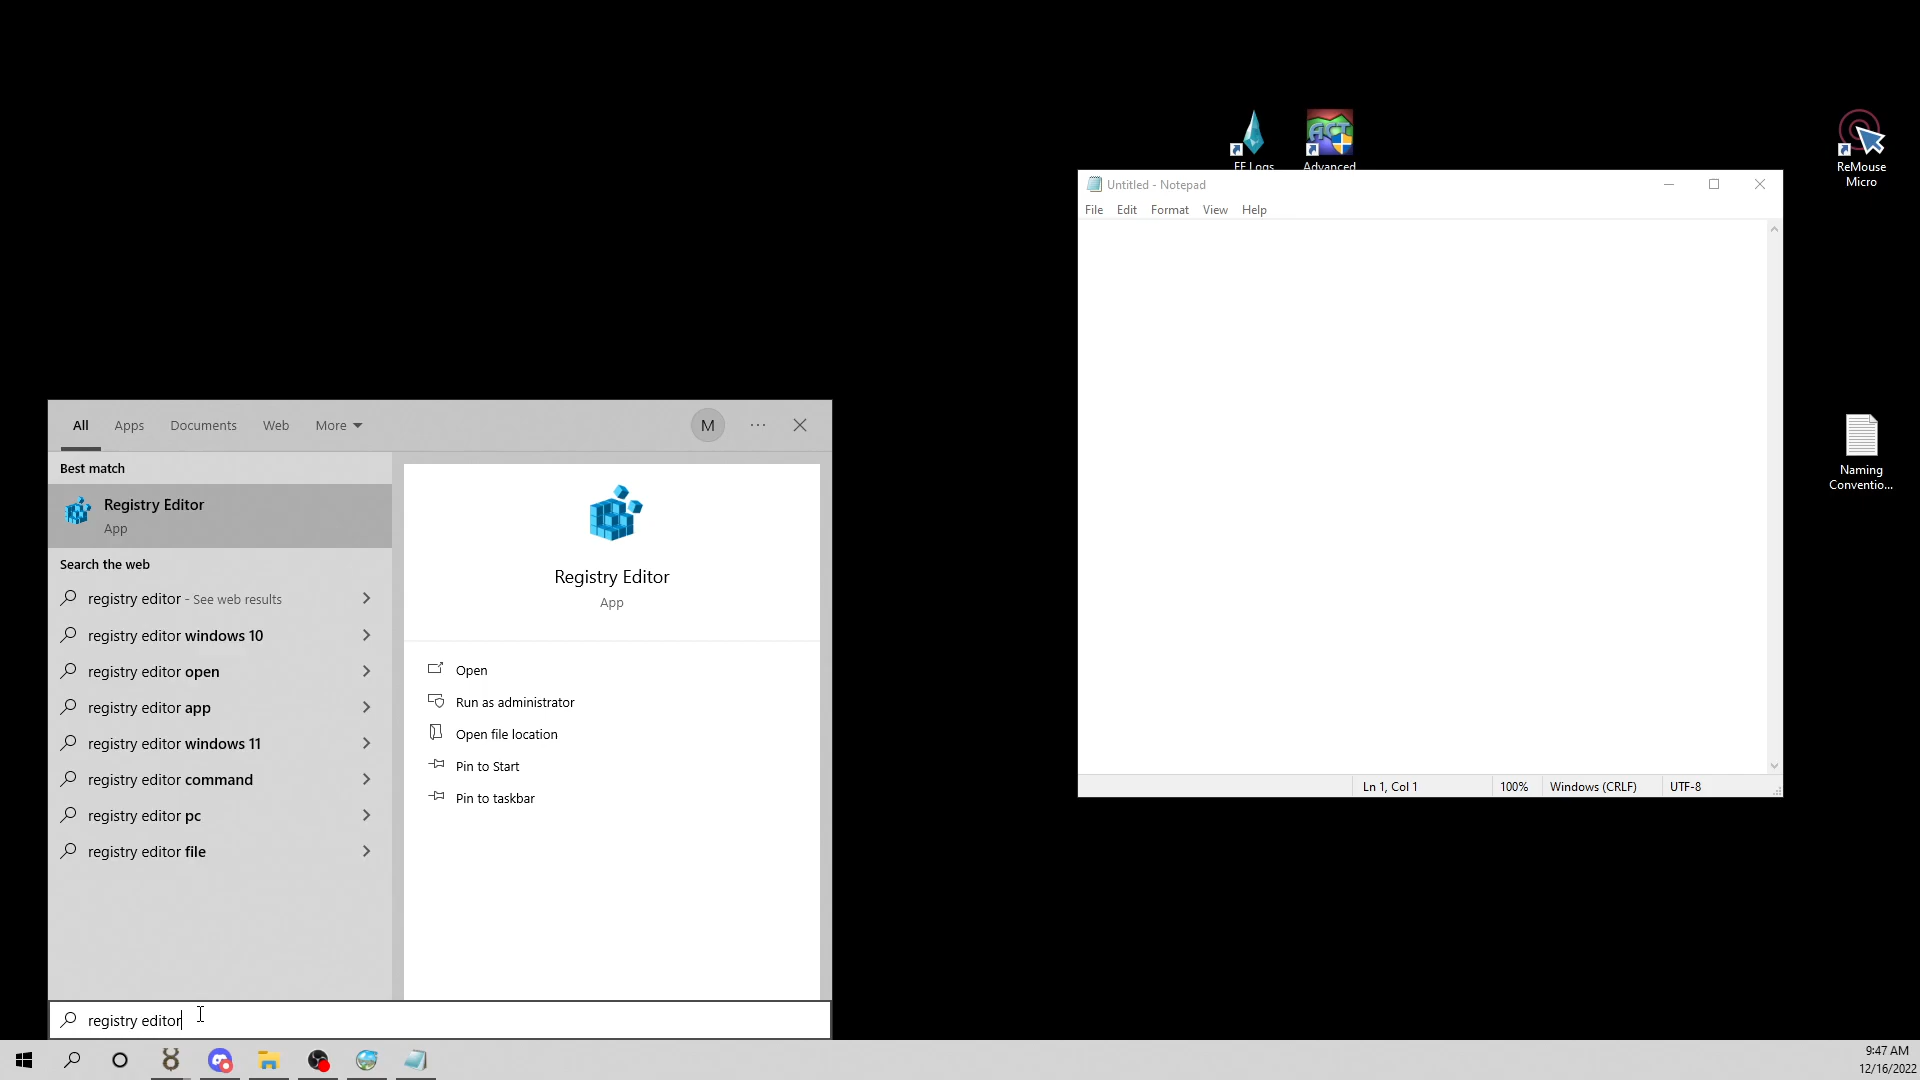 FF Logs
Advanced
ReMouse
Micro
Untitled - Notepad
File Edit Format View Help
Naming
Conventio...
Ln 1, Col 1
100%
Windows (CRLF)
UTF-8
All Apps Documents Web More
M
Best match
Registry Editor
App
Search the web
registry editor - See web results
registry editor windows 10
registry editor open
registry editor app
registry editor windows 11
registry editor command
registry editor pc
registry editor file
Registry Editor
App
Open
Run as administrator
Open file location
Pin to Start
Pin to taskbar
registry editor
9:47 AM
12/16/2022